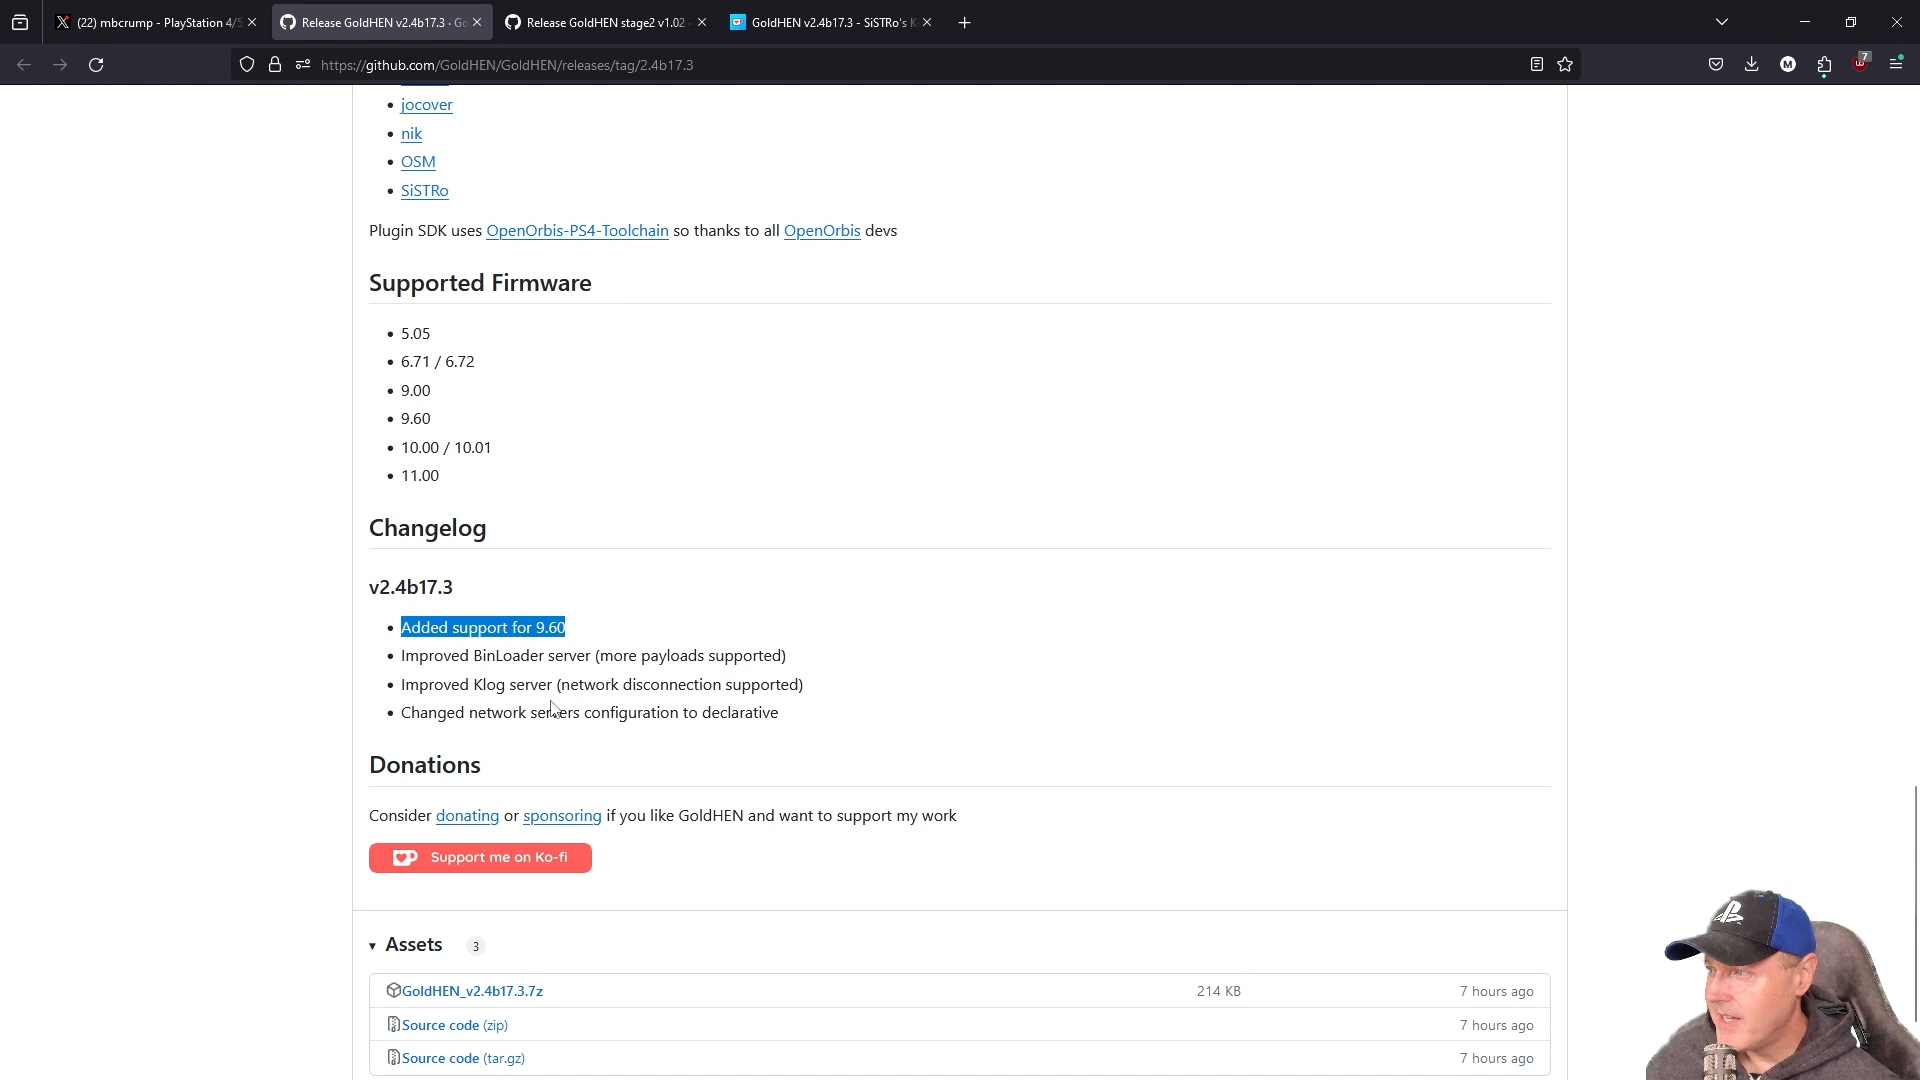 (22) mbcrump - PlayStation 4/5
Release GoldHEN v2.4b17.3 · Go
Release GoldHEN stage2 v1.02
GoldHEN v2.4b17.3 - SiSTRo's K
https://github.com/GoldHEN/GoldHEN/releases/tag/2.4b17.3
M
7
jocover
nik
OSM
SiSTRo
Plugin SDK uses OpenOrbis-PS4-Toolchain so thanks to all OpenOrbis devs
Supported Firmware
5.05
6.71 / 6.72
9.00
9.60
10.00 / 10.01
11.00
Changelog
v2.4b17.3
Added support for 9.60
Improved BinLoader server (more payloads supported)
Improved Klog server (network disconnection supported)
Changed network servers configuration to declarative
Donations
Consider donating or sponsoring if you like GoldHEN and want to support my work
Support me on Ko-fi
Assets 3
GoldHEN_v2.4b17.3.7z 214 KB 7 hours ago
Source code (zip) 7 hours ago
Source code (tar.gz) 7 hours ago